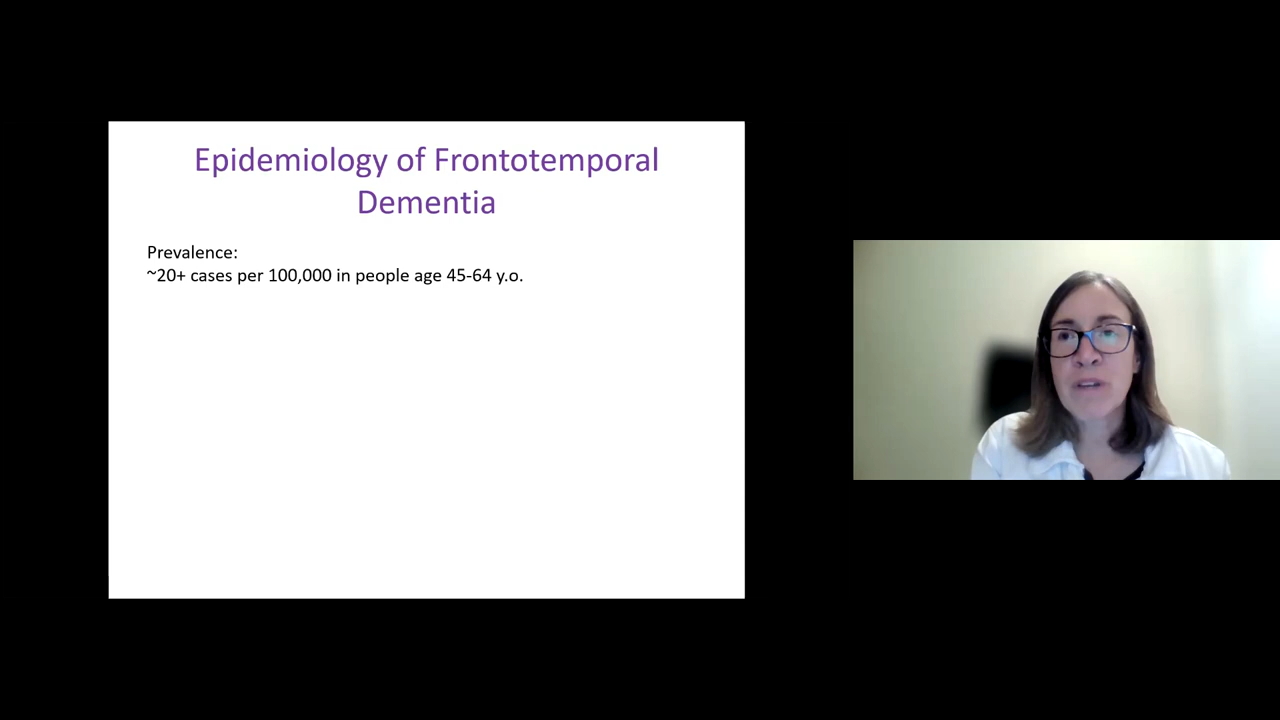 Epidemiology of Frontotemporal
Dementia
Prevalence:
~20+ cases per 100,000 in people age 45-64 y.o.